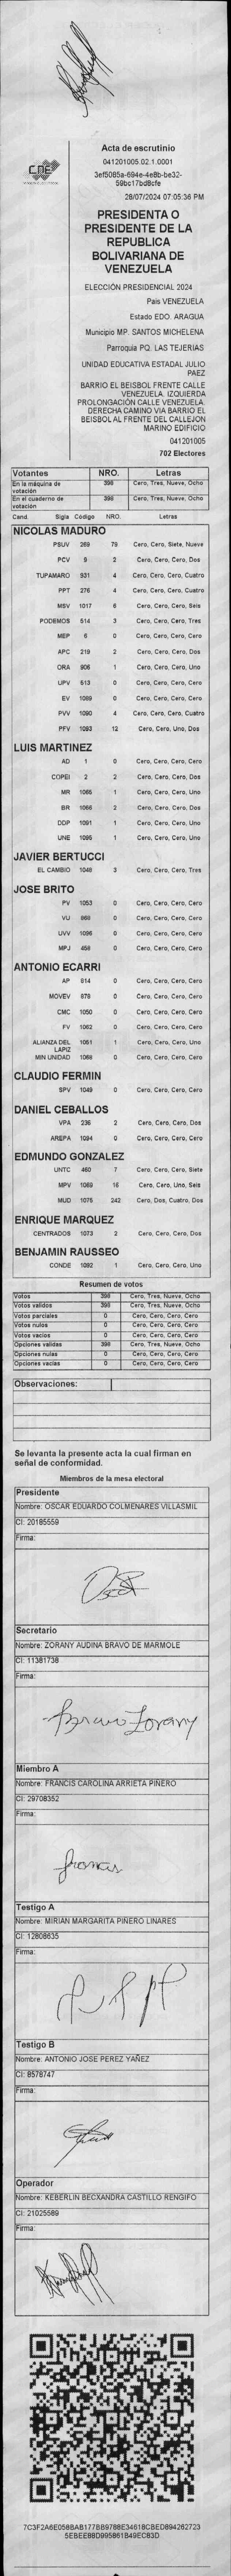 Acta de escrutinio
CNE
041201005.02.1.0001
3ef5085a-694e-4e8b-be32-
59bc17bd8cfe
28/07/2024 07:05:36 PM
PRESIDENTA O
PRESIDENTE DE LA
REPUBLICA
BOLIVARIANA DE
VENEZUELA
ELECCIÓN PRESIDENCIAL 2024
Pais VENEZUELA
Estado EDO. ARAGUA
Municipio MP. SANTOS MICHELENA
Parroquia PQ. LAS TEJERIAS
UNIDAD EDUCATIVA ESTADAL JULIO
PAEZ
BARRIO EL BEISBOL FRENTE CALLE
VENEZUELA. IZQUIERDA
PROLONGACIÓN CALLE VENEZUELA.
DERECHA CAMINO VIA BARRIO EL
BEISBOL AL FRENTE DEL CALLEJON
MARINO EDIFICIO
041201005
702 Electores
Votantes NRO. Letras
En la máquina de votación 398 Cero, Tres, Nueve, Ocho
En el cuaderno de votación 398 Cero, Tres, Nueve, Ocho
Cand. Sigla Código NRO. Letras
NICOLAS MADURO
PSUV 269 79 Cero, Cero, Siete, Nueve
PCV 9 2 Cero, Cero, Cero, Dos
TUPAMARO 931 4 Cero, Cero, Cero, Cuatro
PPT 276 4 Cero, Cero, Cero, Cuatro
MSV 1017 6 Cero, Cero, Cero, Seis
PODEMOS 514 3 Cero, Cero, Cero, Tres
MEP 6 0 Cero, Cero, Cero, Cero
APC 219 2 Cero, Cero, Cero, Dos
ORA 906 1 Cero, Cero, Cero, Uno
UPV 513 0 Cero, Cero, Cero, Cero
EV 1089 0 Cero, Cero, Cero, Cero
PVV 1090 4 Cero, Cero, Cero, Cuatro
PFV 1093 12 Cero, Cero, Uno, Dos
LUIS MARTINEZ
AD 1 0 Cero, Cero, Cero, Cero
COPEI 2 2 Cero, Cero, Cero, Dos
MR 1065 1 Cero, Cero, Cero, Uno
BR 1066 2 Cero, Cero, Cero, Dos
DDP 1091 1 Cero, Cero, Cero, Uno
UNE 1095 1 Cero, Cero, Cero, Uno
JAVIER BERTUCCI
EL CAMBIO 1048 3 Cero, Cero, Cero, Tres
JOSE BRITO
PV 1053 0 Cero, Cero, Cero, Cero
VU 968 0 Cero, Cero, Cero, Cero
UVV 1096 0 Cero, Cero, Cero, Cero
MPJ 458 0 Cero, Cero, Cero, Cero
ANTONIO ECARRI
AP 814 0 Cero, Cero, Cero, Cero
MOVEV 878 0 Cero, Cero, Cero, Cero
CMC 1050 0 Cero, Cero, Cero, Cero
FV 1062 0 Cero, Cero, Cero, Cero
ALIANZA DEL LAPIZ 1051 1 Cero, Cero, Cero, Uno
MIN UNIDAD 1068 0 Cero, Cero, Cero, Cero
CLAUDIO FERMIN
SPV 1049 0 Cero, Cero, Cero, Cero
DANIEL CEBALLOS
VPA 236 2 Cero, Cero, Cero, Dos
AREPA 1094 0 Cero, Cero, Cero, Cero
EDMUNDO GONZALEZ
UNTC 460 7 Cero, Cero, Cero, Siete
MPV 1069 16 Cero, Cero, Uno, Seis
MUD 1075 242 Cero, Dos, Cuatro, Dos
ENRIQUE MARQUEZ
CENTRADOS 1073 2 Cero, Cero, Cero, Dos
BENJAMIN RAUSSEO
CONDE 1092 1 Cero, Cero, Cero, Uno
Resumen de votos
Votos 398 Cero, Tres, Nueve, Ocho
Votos validos 398 Cero, Tres, Nueve, Ocho
Votos parciales 0 Cero, Cero, Cero, Cero
Votos nulos 0 Cero, Cero, Cero, Cero
Votos vacios 0 Cero, Cero, Cero, Cero
Opciones validas 398 Cero, Tres, Nueve, Ocho
Opciones nulas 0 Cero, Cero, Cero, Cero
Opciones vacias 0 Cero, Cero, Cero, Cero
Observaciones:
Se levanta la presente acta la cual firman en
señal de conformidad.
Miembros de la mesa electoral
Presidente
Nombre: OSCAR EDUARDO COLMENARES VILLASMIL
CI: 20185559
Firma:
Secretario
Nombre: ZORANY AUDINA BRAVO DE MARMOLE
CI: 11381738
Firma:
Bravo Zorany
Miembro A
Nombre: FRANCIS CAROLINA ARRIETA PIÑERO
CI: 29708352
Firma:
francis
Testigo A
Nombre: MIRIAN MARGARITA PIÑERO LINARES
CI: 12808635
Firma:
Testigo B
Nombre: ANTONIO JOSE PEREZ YAÑEZ
CI: 8578747
Firma:
Operador
Nombre: KEBERLIN BECXANDRA CASTILLO RENGIFO
CI: 21025589
Firma:
7C3F2A6E058BAB177BB9788E34618CBED894262723
5EBEE88D995861B49EC83D